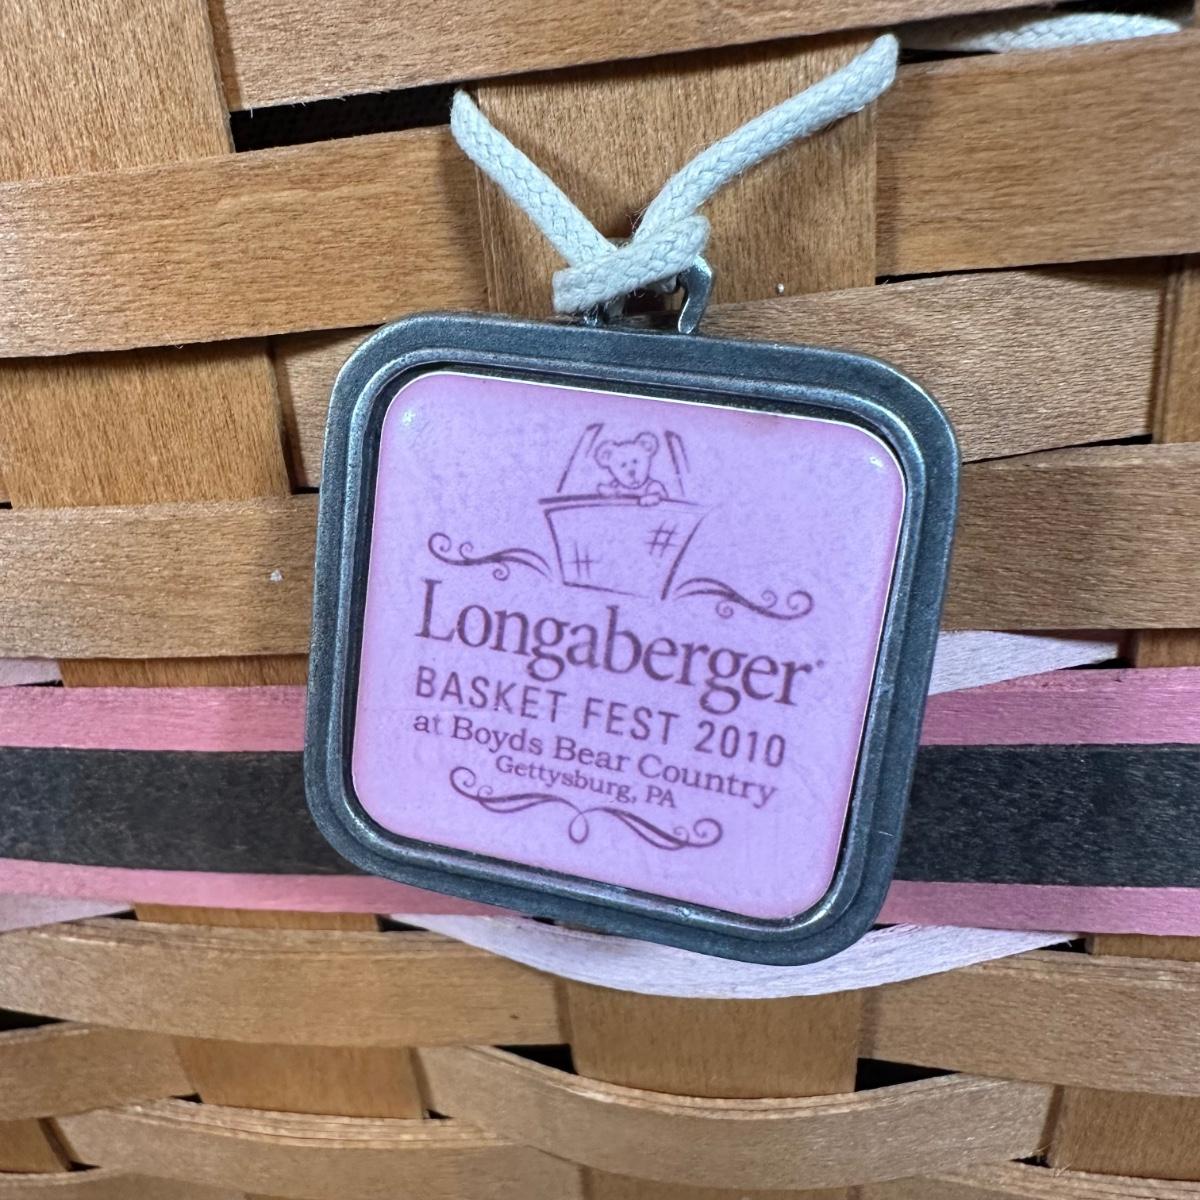 Longaberger
BASKET FEST 2010
at Boyds Bear Country
Gettysburg, PA